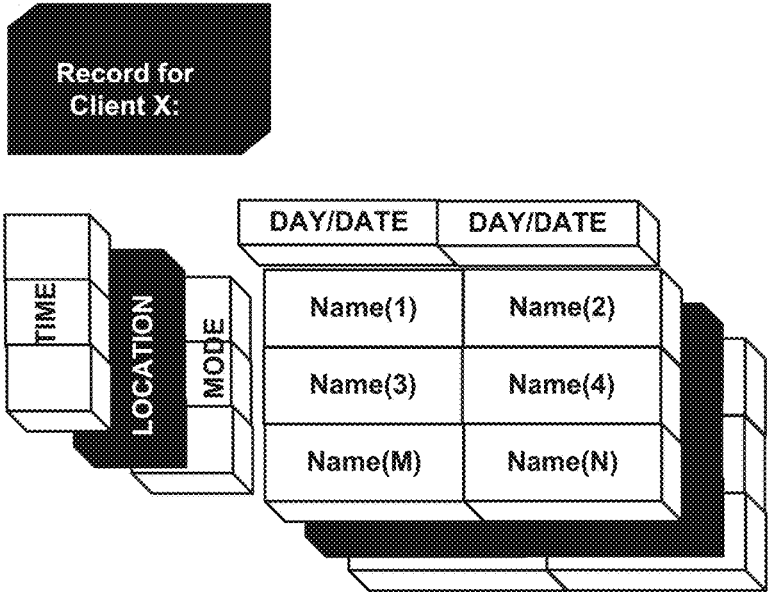 Record for
Client X:
DAY/DATE DAY/DATE
TIME
LOCATION
MODE
Name(1) Name(2)
Name(3) Name(4)
Name(M) Name(N)